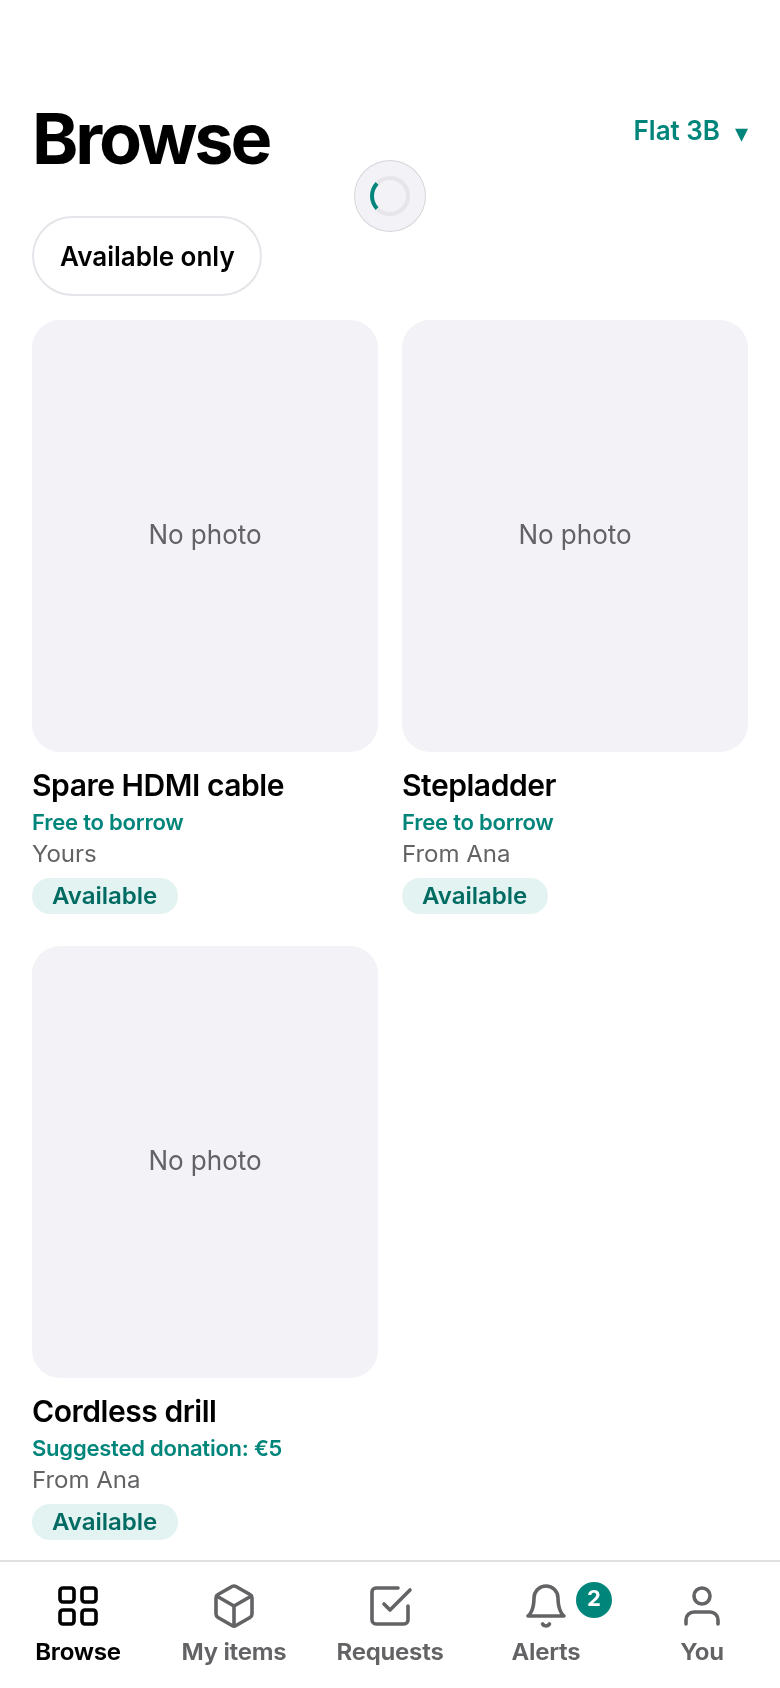 Browse
Flat 3B ▼
Available only
No photo
No photo
Spare HDMI cable
Free to borrow
Yours
Available
Stepladder
Free to borrow
From Ana
Available
No photo
Cordless drill
Suggested donation: €5
From Ana
Available
2
Browse
My items
Requests
Alerts
You